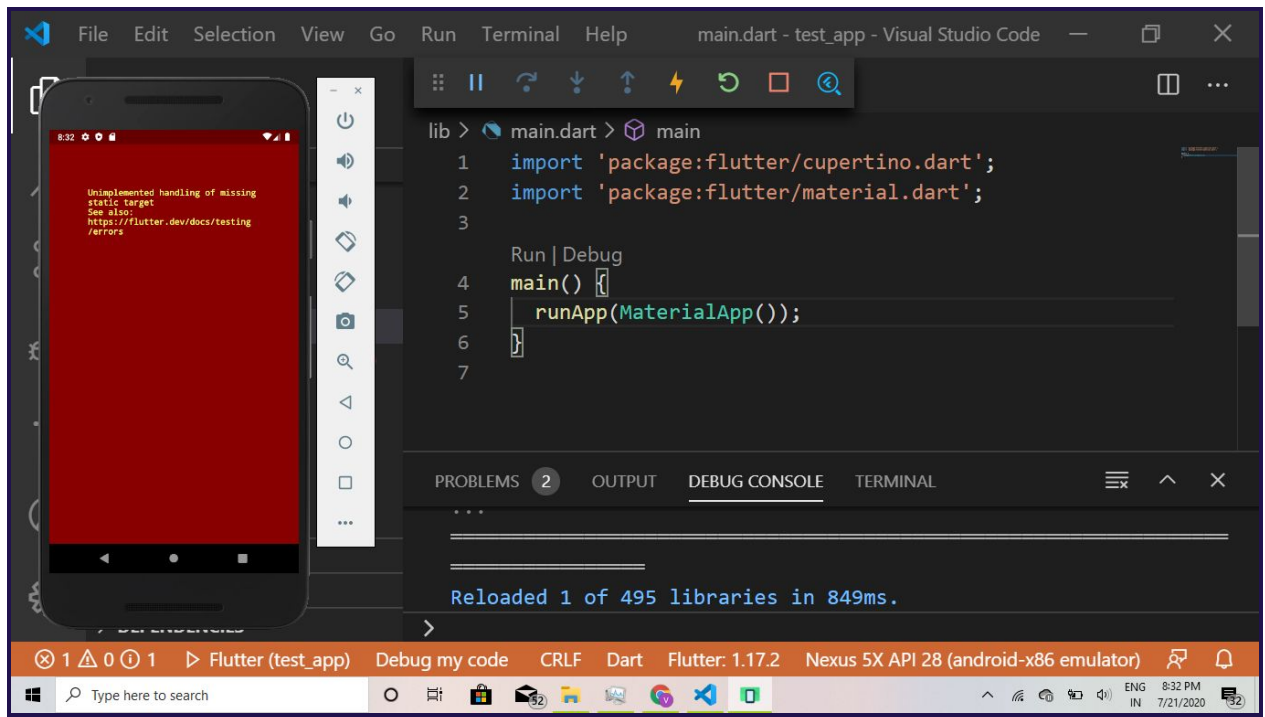 File Edit Selection View Go Run Terminal Help main.dart - test_app - Visual Studio Code
8:32
Unimplemented handling of missing
static target
See also:
https://flutter.dev/docs/testing
/errors
lib > main.dart > main
1 import 'package:flutter/cupertino.dart';
2 import 'package:flutter/material.dart';
3
Run | Debug
4 main() {
5 runApp(MaterialApp());
6 }
7
PROBLEMS 2 OUTPUT DEBUG CONSOLE TERMINAL
...
════════════════════════════════════════
══════════
Reloaded 1 of 495 libraries in 849ms.
>
1 0 1 Flutter (test_app) Debug my code CRLF Dart Flutter: 1.17.2 Nexus 5X API 28 (android-x86 emulator)
Type here to search
52
ENG
IN
8:32 PM
7/21/2020
32